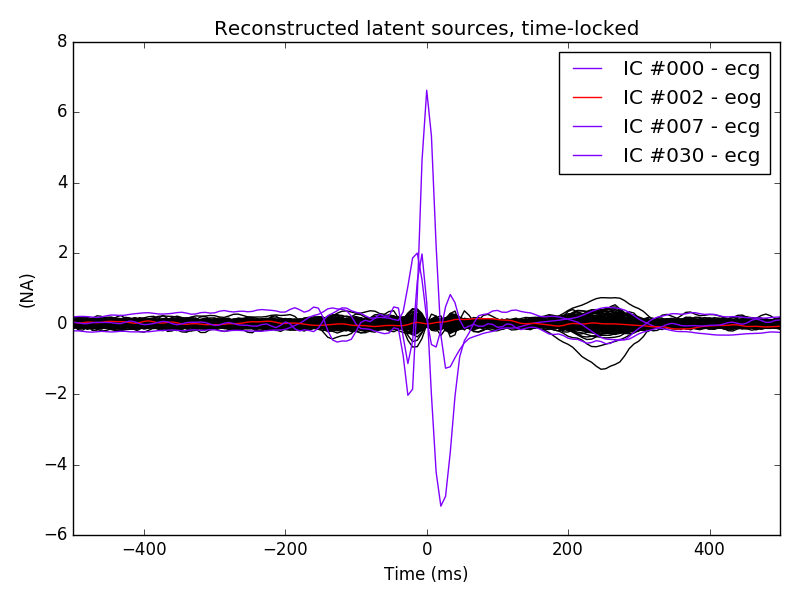 Reconstructed latent sources, time-locked
8
6
4
2
0
−2
−4
−6
(NA)
IC #000 - ecg
IC #002 - eog
IC #007 - ecg
IC #030 - ecg
−400
−200
0
200
400
Time (ms)